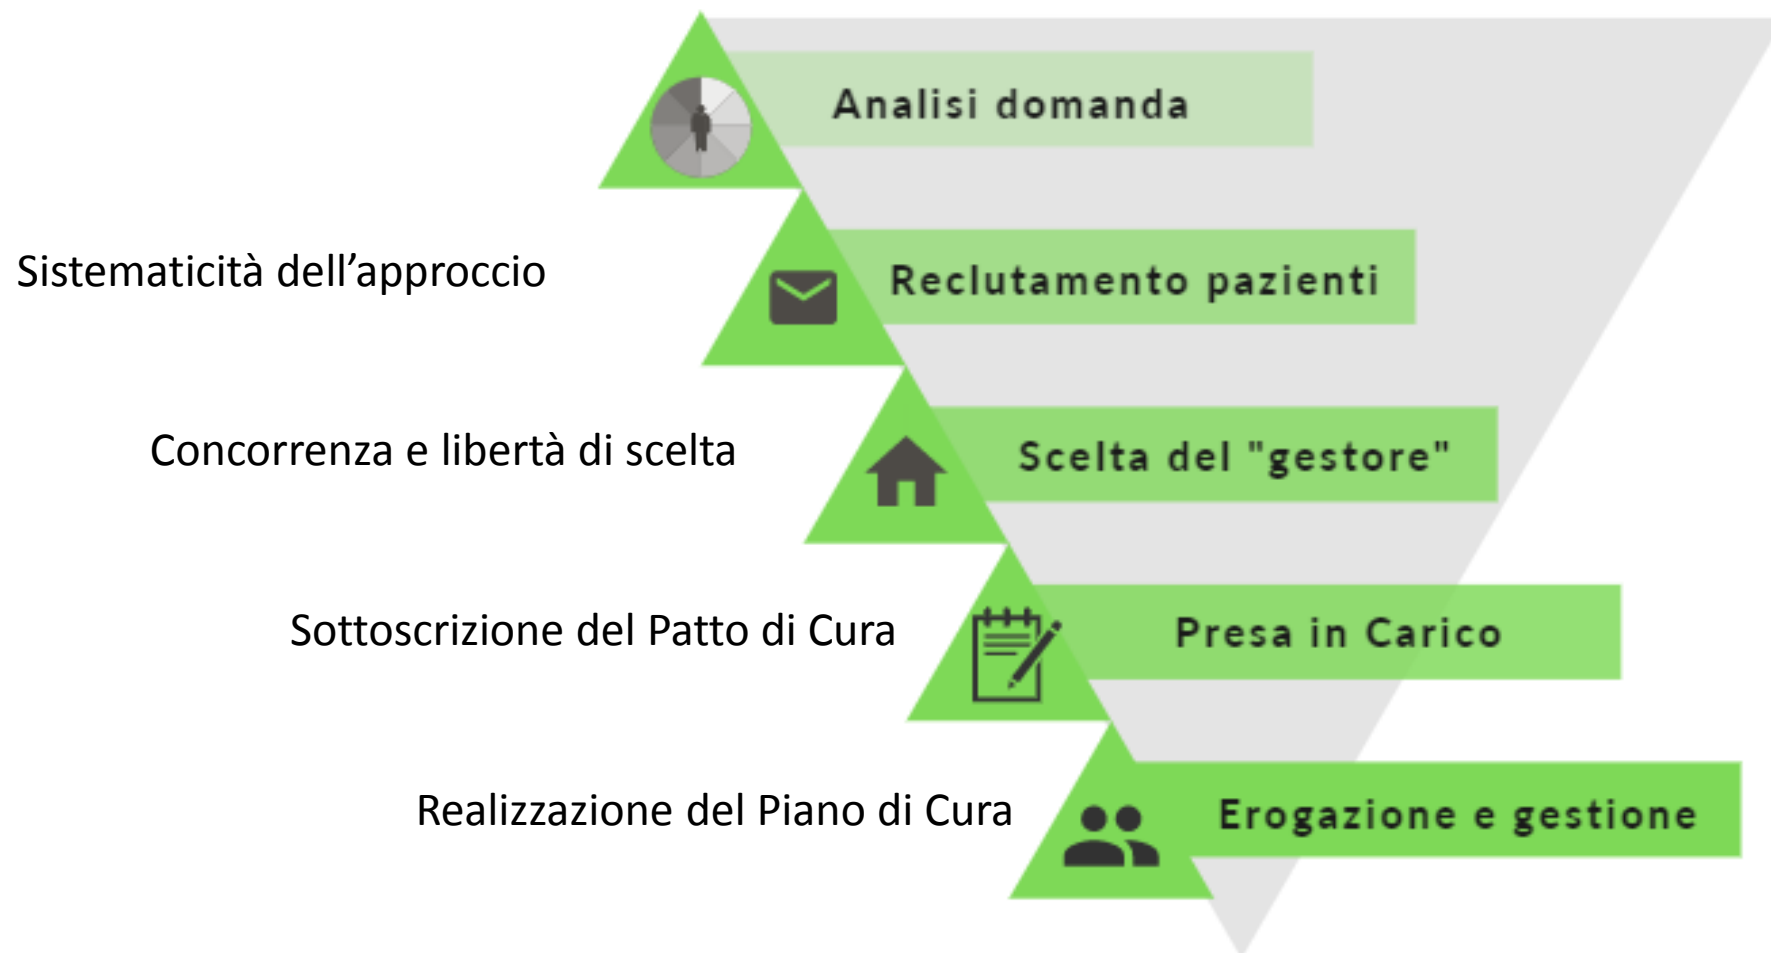 Analisi domanda
Sistematicità dell’approccio
Reclutamento pazienti
Concorrenza e libertà di scelta
Scelta del "gestore"
Sottoscrizione del Patto di Cura
Presa in Carico
Realizzazione del Piano di Cura
Erogazione e gestione